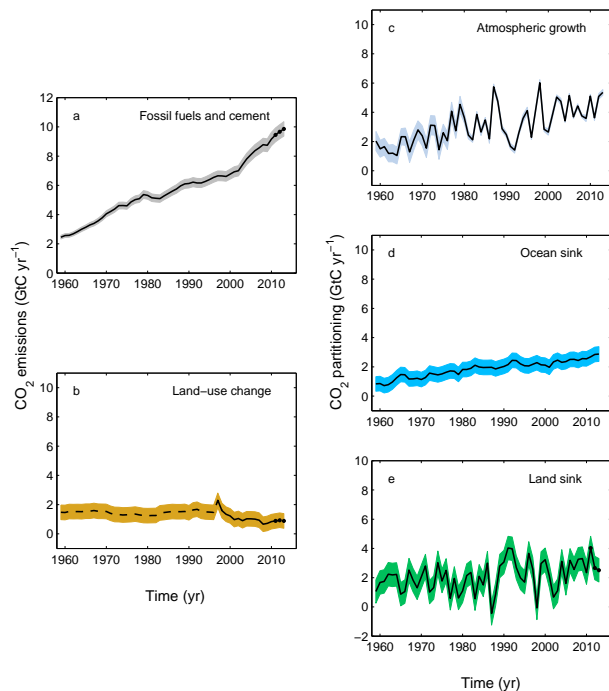 a
Fossil fuels and cement
12
10
8
6
4
2
0
1960 1970 1980 1990 2000 2010
CO2 emissions (GtC yr−1)
b
Land−use change
10
8
6
4
2
0
1960 1970 1980 1990 2000 2010
Time (yr)
c
Atmospheric growth
10
8
6
4
2
0
1960 1970 1980 1990 2000 2010
CO2 partitioning (GtC yr−1)
d
Ocean sink
10
8
6
4
2
0
1960 1970 1980 1990 2000 2010
e
Land sink
10
8
6
4
2
0
−2
1960 1970 1980 1990 2000 2010
Time (yr)